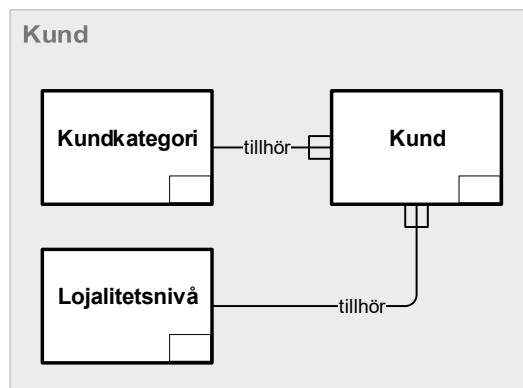 Kund
Kundkategori
tillhör
Kund
Lojalitetsnivå
tillhör